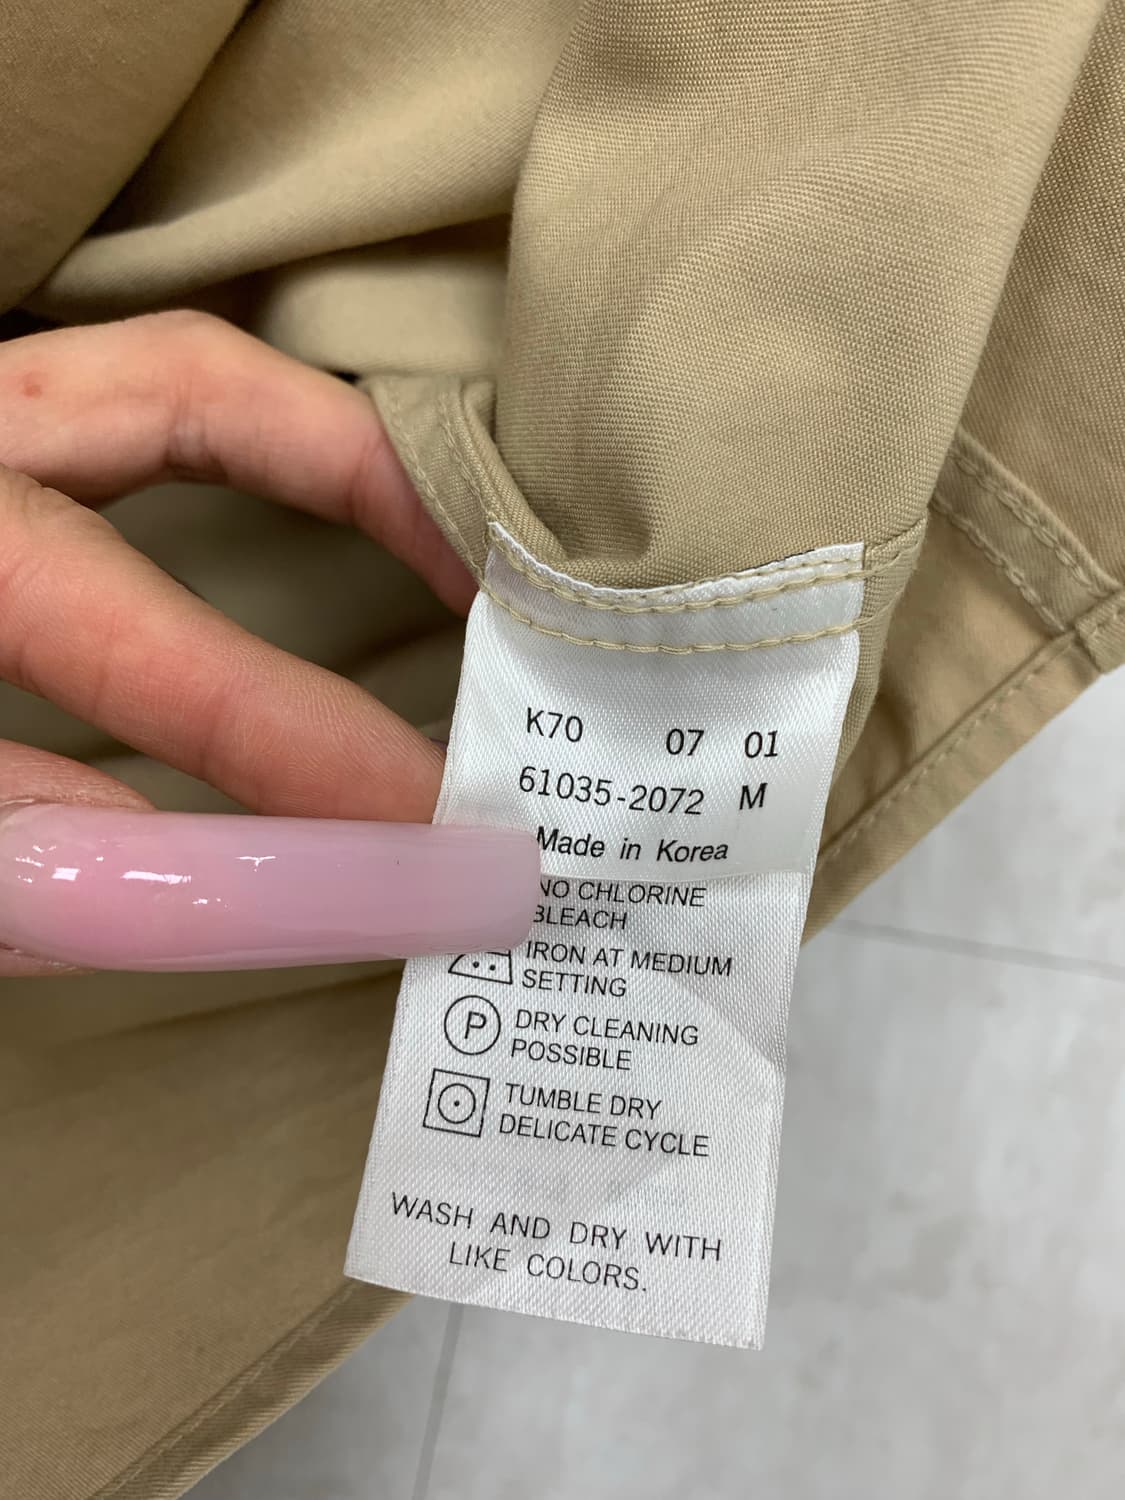 K70 07 01
61035-2072 M
Made in Korea
NO CHLORINE
BLEACH
IRON AT MEDIUM
SETTING
P DRY CLEANING
POSSIBLE
TUMBLE DRY
DELICATE CYCLE
WASH AND DRY WITH
LIKE COLORS.